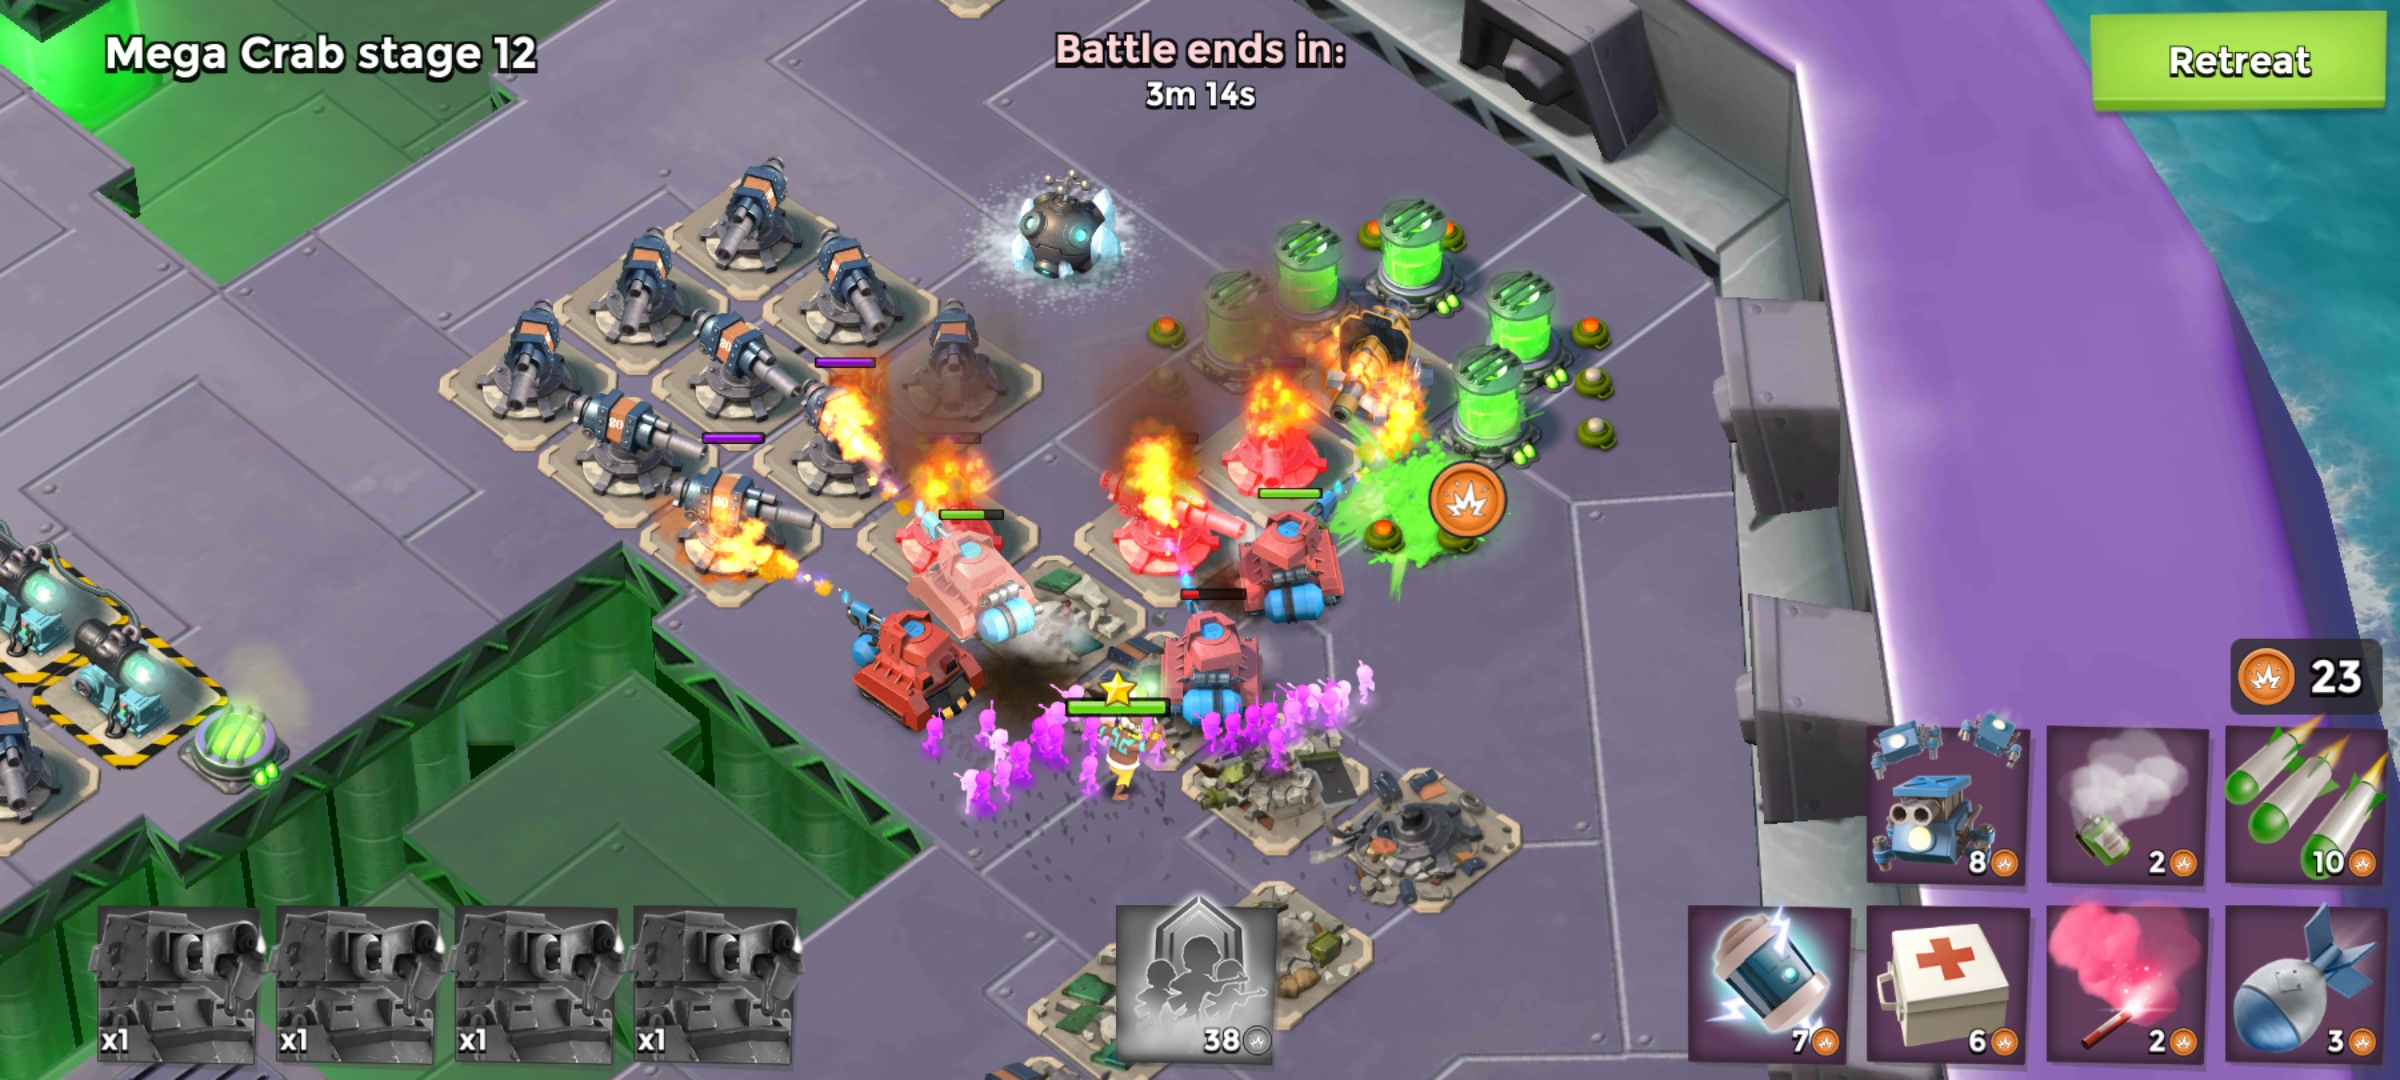 Mega Crab stage 12
Battle ends in:
3m 14s
Retreat
23
8
2
10
7
6
2
3
38
x1
x1
x1
x1
80